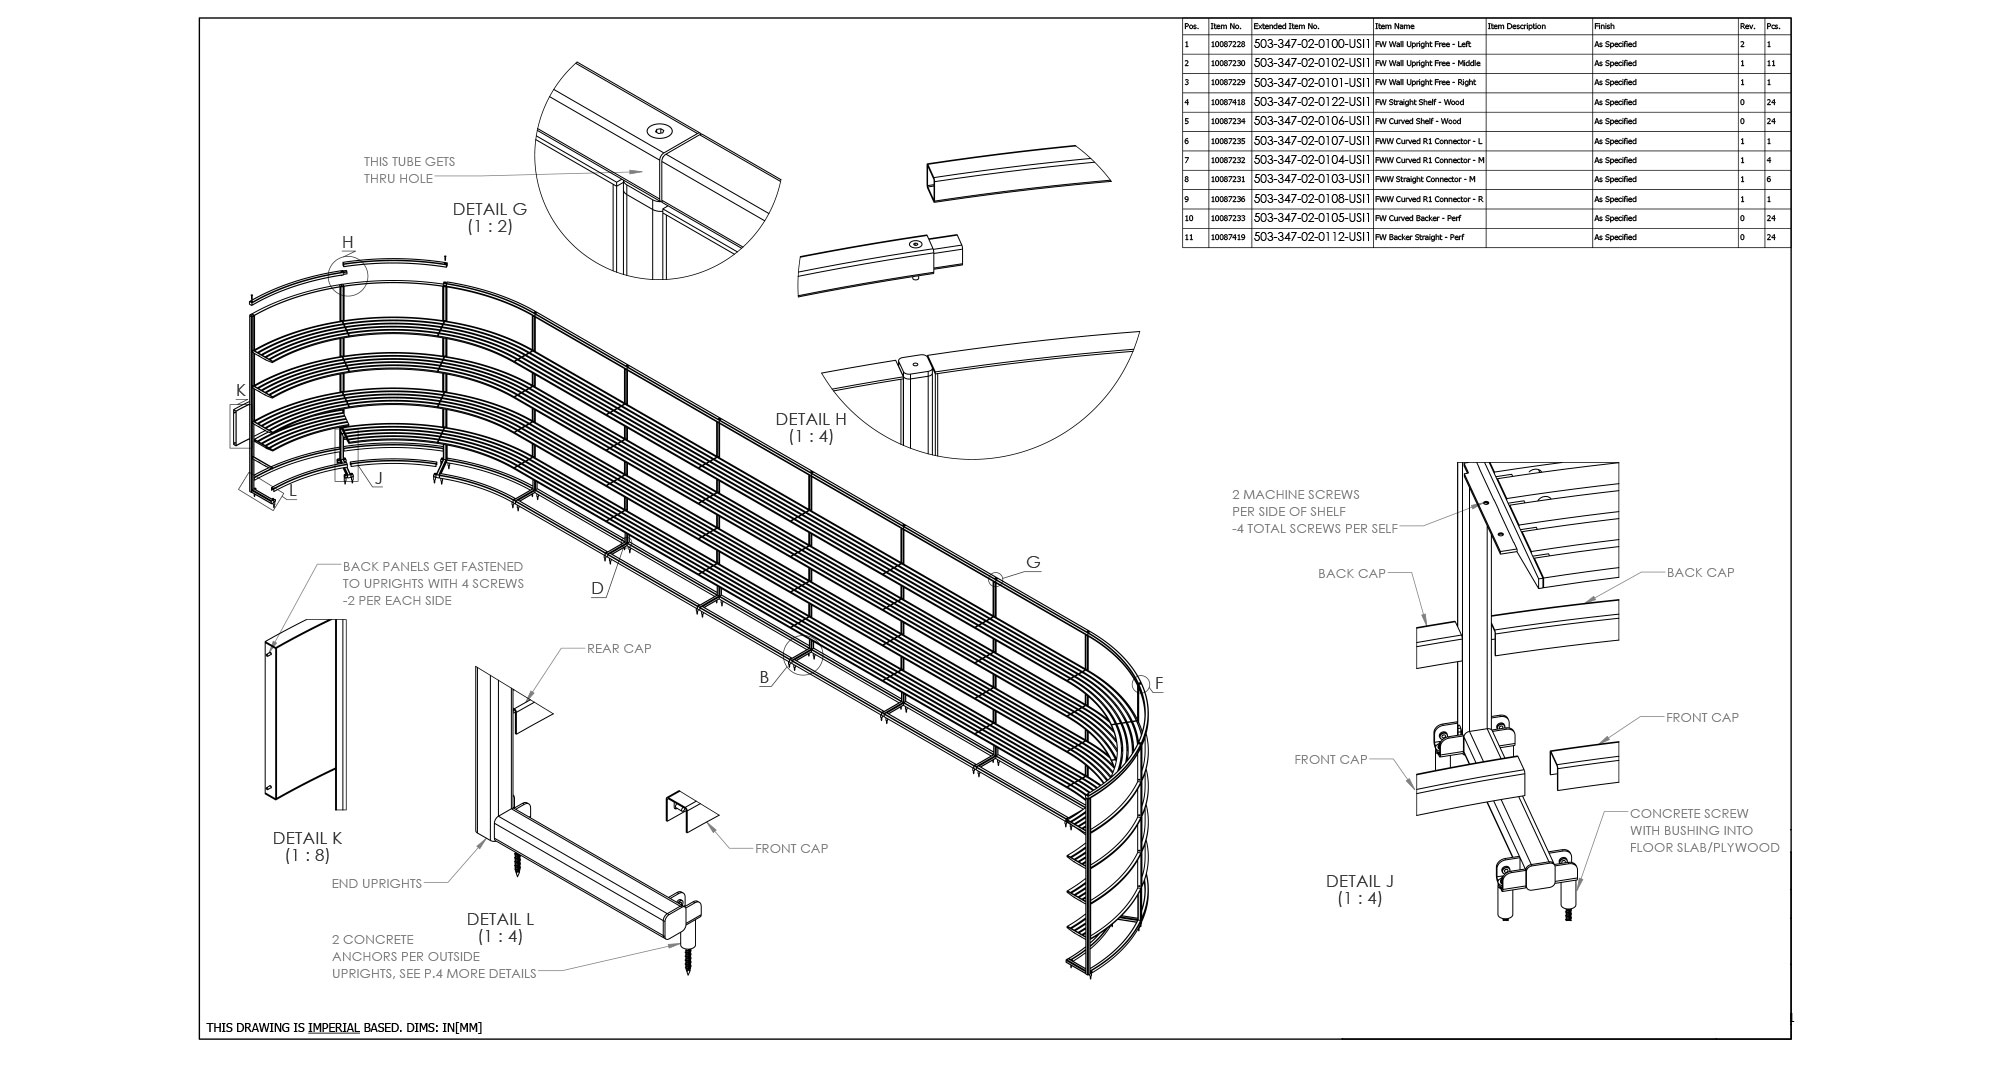 Pos. Item No. Extended Item No. Item Name Item Description Finish Rev. Pcs.
1 10087228 503-347-02-0100-USI1 FW Wall Upright Free - Left As Specified 2 1
2 10087230 503-347-02-0102-USI1 FW Wall Upright Free - Middle As Specified 1 11
3 10087229 503-347-02-0101-USI1 FW Wall Upright Free - Right As Specified 1 1
4 10087418 503-347-02-0122-USI1 FW Straight Shelf - Wood As Specified 0 24
5 10087234 503-347-02-0106-USI1 FW Curved Shelf - Wood As Specified 0 24
6 10087235 503-347-02-0107-USI1 FWW Curved R1 Connector - L As Specified 1 1
7 10087232 503-347-02-0104-USI1 FWW Curved R1 Connector - M As Specified 1 4
8 10087231 503-347-02-0103-USI1 FWW Straight Connector - M As Specified 1 6
9 10087236 503-347-02-0108-USI1 FWW Curved R1 Connector - R As Specified 1 1
10 10087233 503-347-02-0105-USI1 FW Curved Backer - Perf As Specified 0 24
11 10087419 503-347-02-0112-USI1 FW Backer Straight - Perf As Specified 0 24
THIS TUBE GETS
THRU HOLE
DETAIL G
(1 : 2)
H
K
J
L
D
B
G
F
DETAIL H
(1 : 4)
BACK PANELS GET FASTENED
TO UPRIGHTS WITH 4 SCREWS
-2 PER EACH SIDE
DETAIL K
(1 : 8)
REAR CAP
FRONT CAP
END UPRIGHTS
DETAIL L
(1 : 4)
2 CONCRETE
ANCHORS PER OUTSIDE
UPRIGHTS, SEE P.4 MORE DETAILS
2 MACHINE SCREWS
PER SIDE OF SHELF
-4 TOTAL SCREWS PER SELF
BACK CAP
BACK CAP
FRONT CAP
FRONT CAP
CONCRETE SCREW
WITH BUSHING INTO
FLOOR SLAB/PLYWOOD
DETAIL J
(1 : 4)
THIS DRAWING IS IMPERIAL BASED. DIMS: IN[MM]